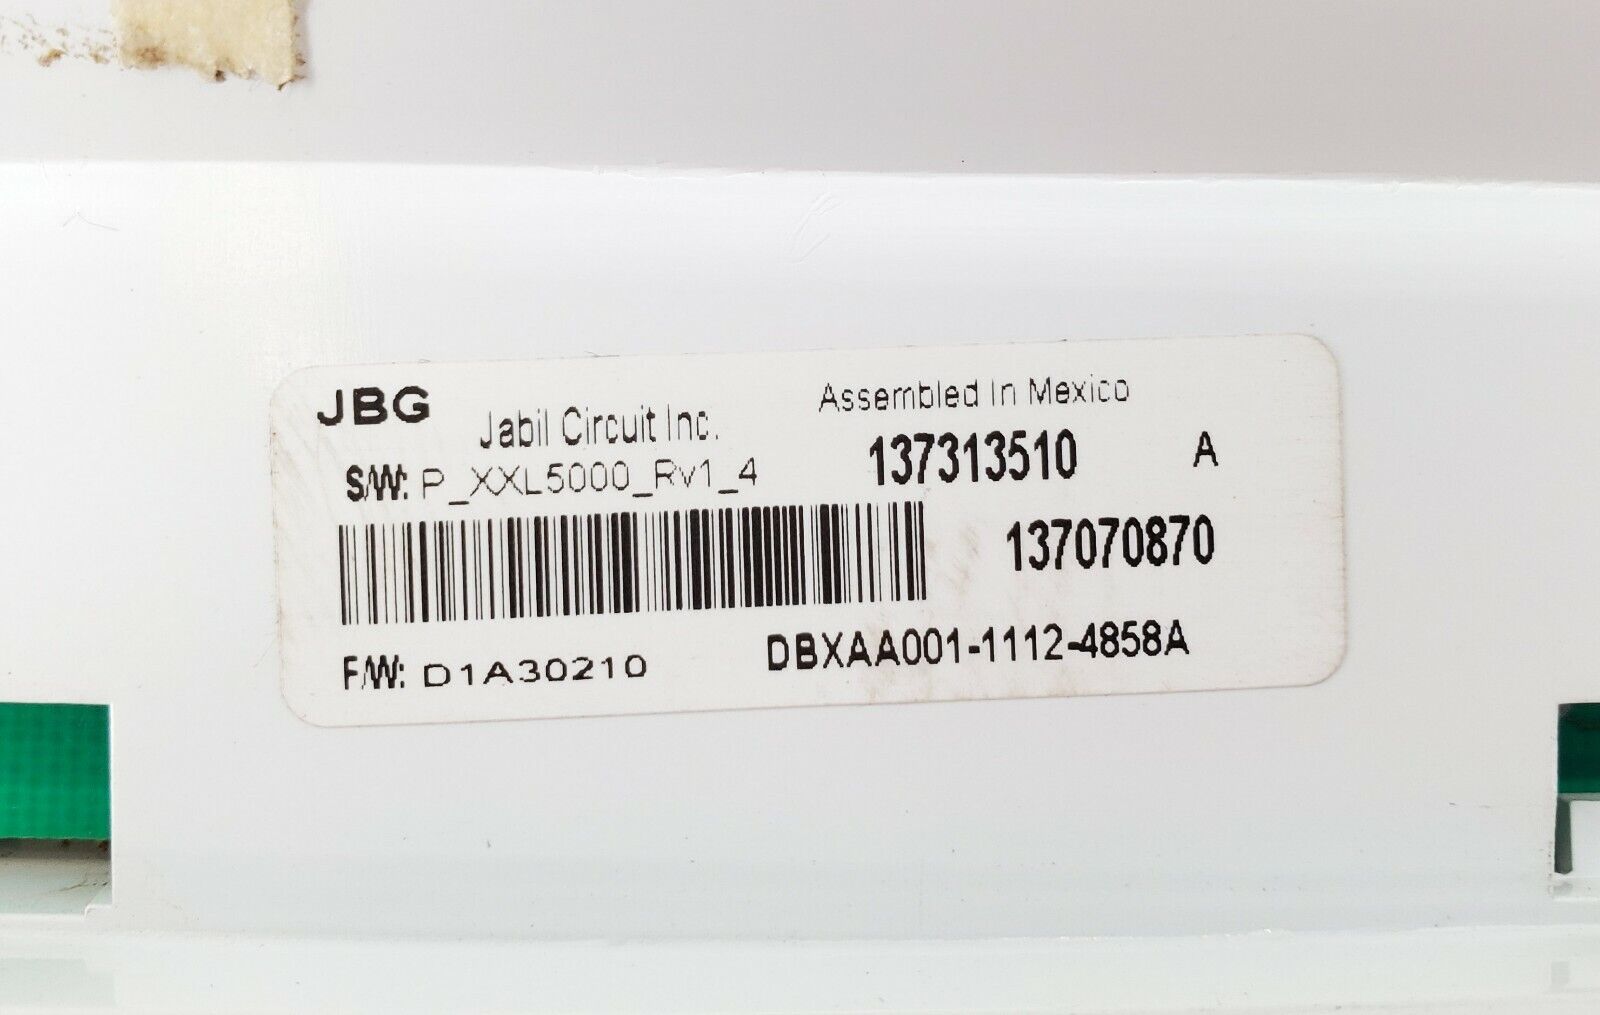 JBG
Jabil Circuit Inc.
Assembled In Mexico
S/W: P_XXL5000_Rv1_4
137313510 A
137070870
F/W: D1A30210
DBXAA001-1112-4858A